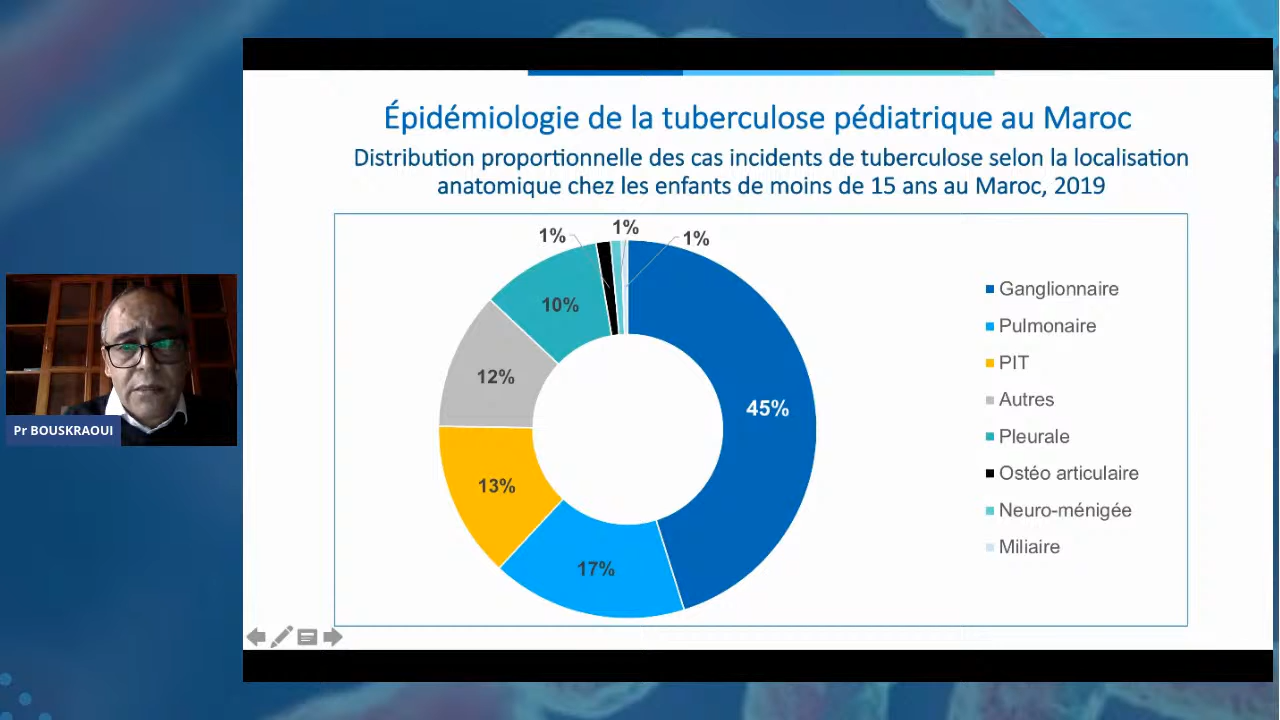 Épidémiologie de la tuberculose pédiatrique au Maroc
Distribution proportionnelle des cas incidents de tuberculose selon la localisation
anatomique chez les enfants de moins de 15 ans au Maroc, 2019
1%
1%
1%
10%
12%
45%
13%
17%
Ganglionnaire
Pulmonaire
PIT
Autres
Pleurale
Ostéo articulaire
Neuro-ménigée
Miliaire
Pr BOUSKRAOUI